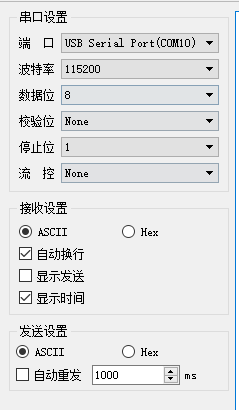 串口设置
端 口 USB Serial Port(COM10)
波特率 115200
数据位 8
校验位 None
停止位 1
流 控 None
接收设置
ASCII Hex
自动换行
显示发送
显示时间
发送设置
ASCII Hex
自动重发 1000 ms